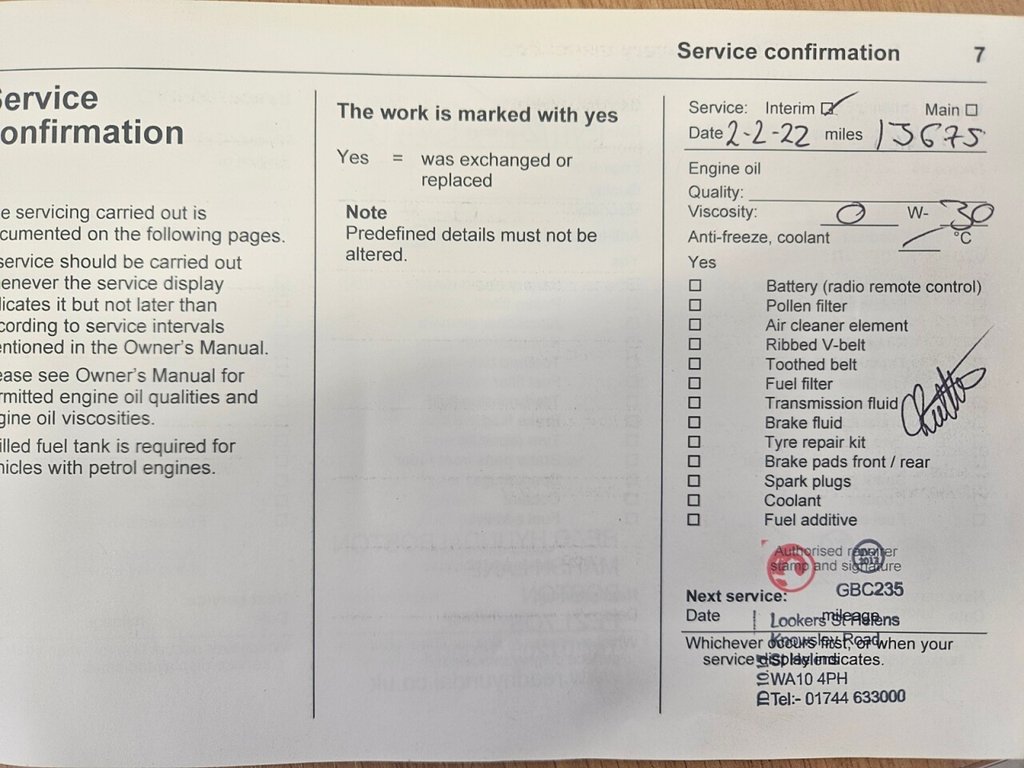 Service confirmation 7
ervice
onfirmation
e servicing carried out is
cumented on the following pages.
service should be carried out
enever the service display
dicates it but not later than
cording to service intervals
entioned in the Owner's Manual.
ease see Owner's Manual for
rmitted engine oil qualities and
gine oil viscosities.
illed fuel tank is required for
hicles with petrol engines.
The work is marked with yes
Yes = was exchanged or
replaced
Note
Predefined details must not be
altered.
Service: Interim ☑ Main ☐
Date 2-2-22 miles 13675
Engine oil
Quality:
Viscosity: 0 W- 30
Anti-freeze, coolant °C
Yes
☐ Battery (radio remote control)
☐ Pollen filter
☐ Air cleaner element
☐ Ribbed V-belt
☐ Toothed belt
☐ Fuel filter
☐ Transmission fluid
☐ Brake fluid
☐ Tyre repair kit
☐ Brake pads front / rear
☐ Spark plugs
☐ Coolant
☐ Fuel additive
Authorised repairer
stamp and signature
GBC235
Next service:
Date mileage
Lookers St Helens
Knowsley Road
St Helens
WA10 4PH
Tel:- 01744 633000
Whichever occurs first, or when your
service display indicates.